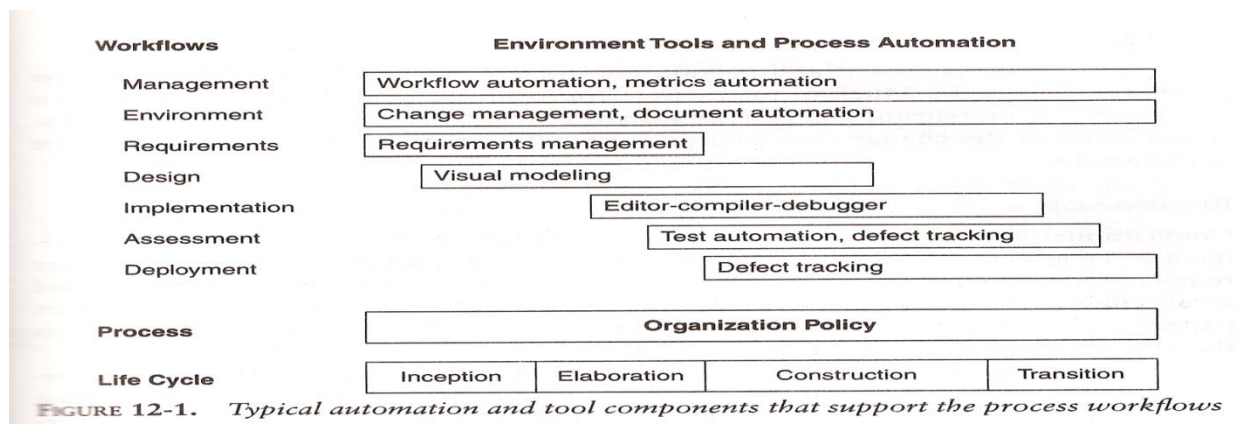 Workflows Environment Tools and Process Automation
Management Workflow automation, metrics automation
Environment Change management, document automation
Requirements Requirements management
Design Visual modeling
Implementation Editor-compiler-debugger
Assessment Test automation, defect tracking
Deployment Defect tracking
Process Organization Policy
Life Cycle Inception Elaboration Construction Transition
FIGURE 12-1. Typical automation and tool components that support the process workflows